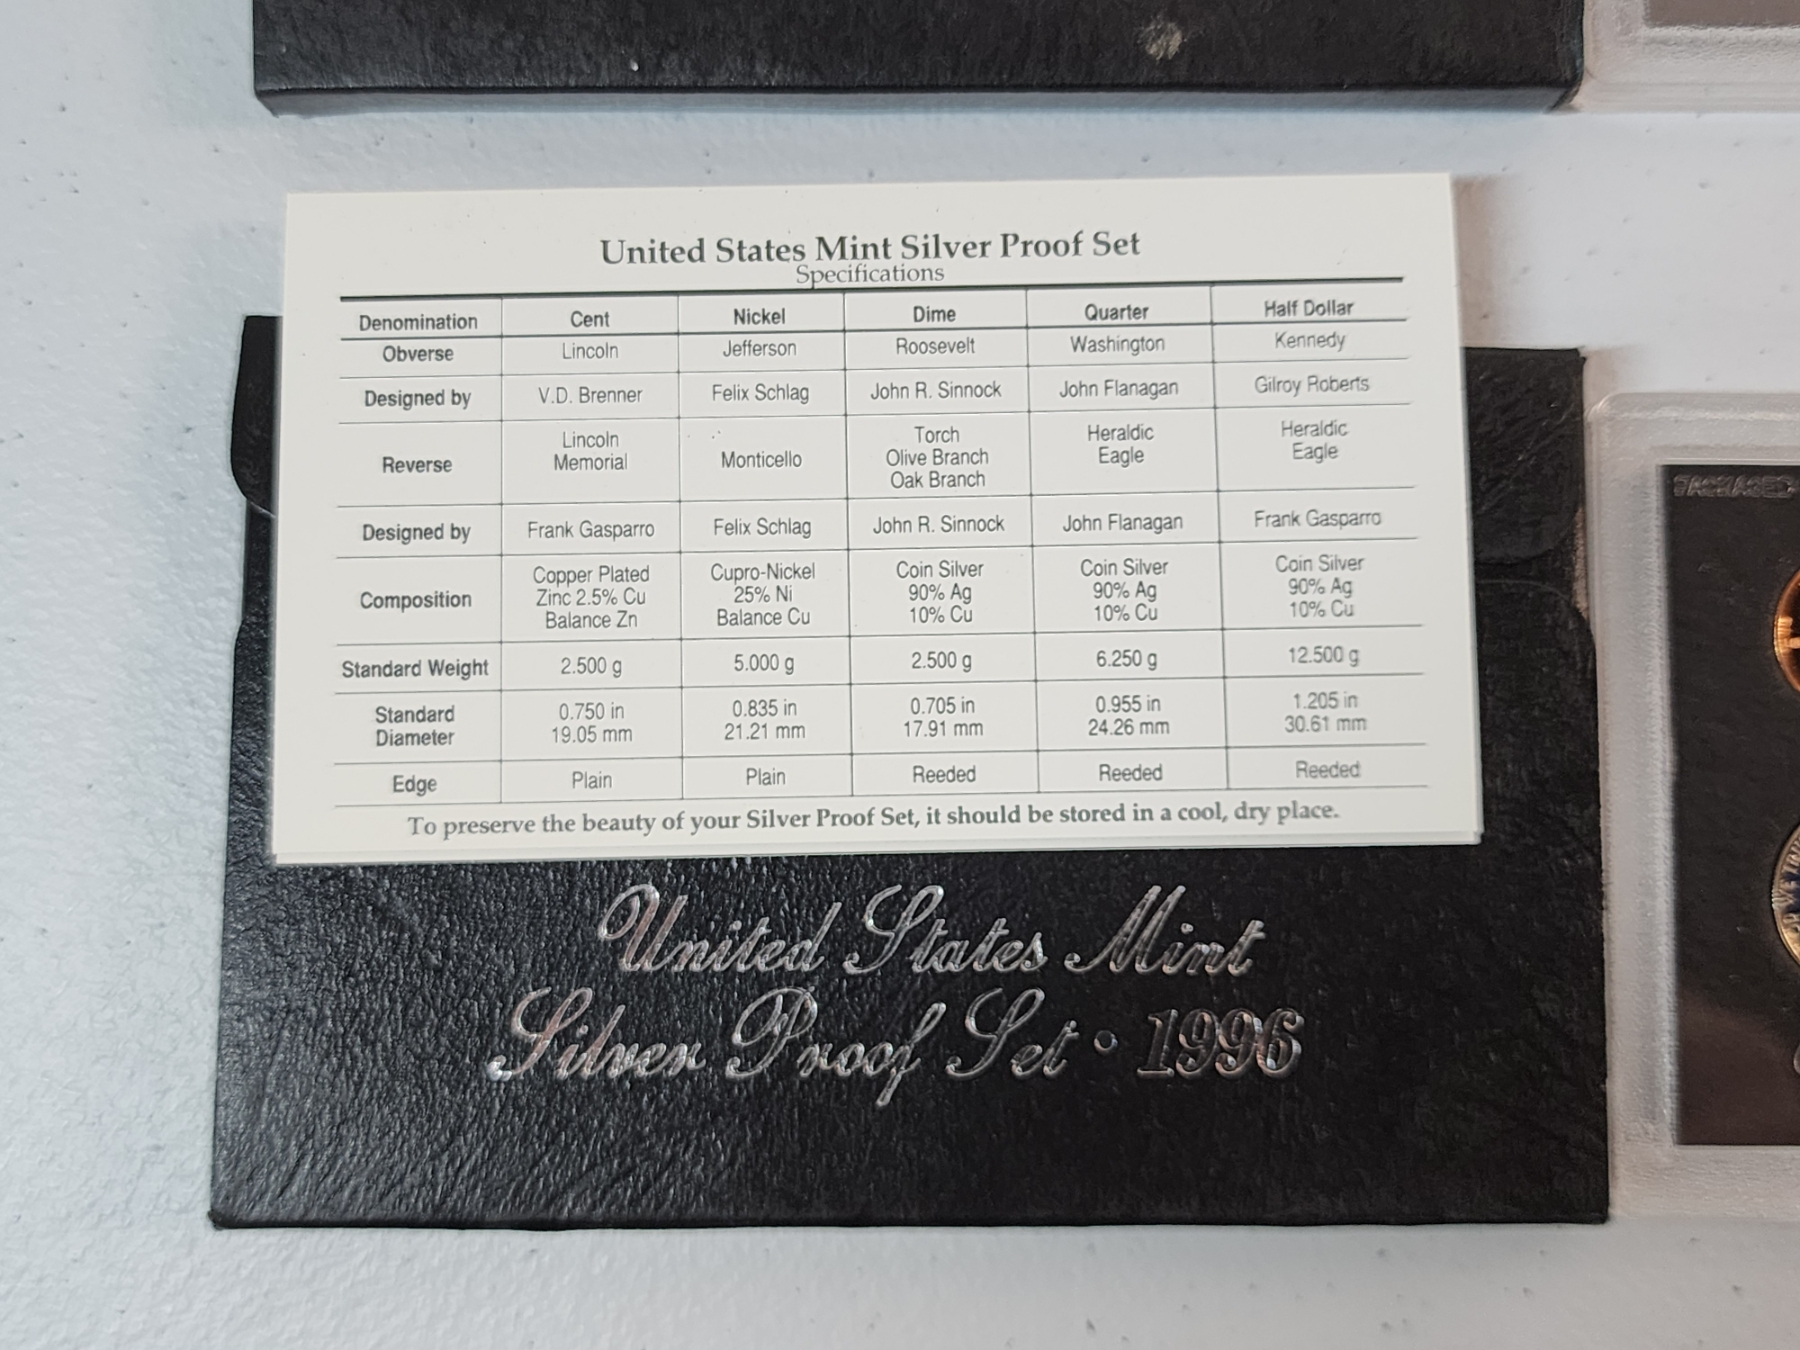 United States Mint Silver Proof Set
Specifications
Denomination Cent Nickel Dime Quarter Half Dollar
Obverse Lincoln Jefferson Roosevelt Washington Kennedy
Designed by V.D. Brenner Felix Schlag John R. Sinnock John Flanagan Gilroy Roberts
Reverse Lincoln Memorial Monticello Torch Olive Branch Oak Branch Heraldic Eagle Heraldic Eagle
Designed by Frank Gasparro Felix Schlag John R. Sinnock John Flanagan Frank Gasparro
Composition Copper Plated Zinc 2.5% Cu Balance Zn Cupro-Nickel 25% Ni Balance Cu Coin Silver 90% Ag 10% Cu Coin Silver 90% Ag 10% Cu Coin Silver 90% Ag 10% Cu
Standard Weight 2.500 g 5.000 g 2.500 g 6.250 g 12.500 g
Standard Diameter 0.750 in 19.05 mm 0.835 in 21.21 mm 0.705 in 17.91 mm 0.955 in 24.26 mm 1.205 in 30.61 mm
Edge Plain Plain Reeded Reeded Reeded
To preserve the beauty of your Silver Proof Set, it should be stored in a cool, dry place.
United States Mint
Silver Proof Set • 1996
PACKAGED